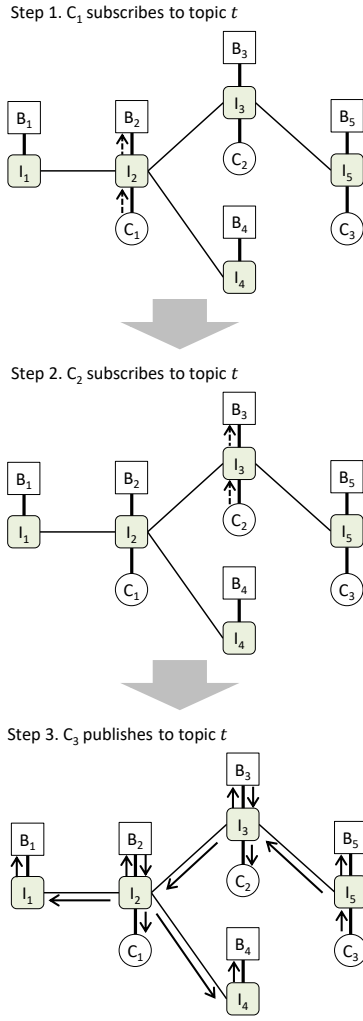 Step 1. C₁ subscribes to topic t
B₃
B₁ B₂ I₃ B₅
I₁ I₂ C₂ I₅
C₁ B₄ C₃
I₄
Step 2. C₂ subscribes to topic t
B₃
B₁ B₂ I₃ B₅
I₁ I₂ C₂ I₅
C₁ B₄ C₃
I₄
Step 3. C₃ publishes to topic t
B₃
B₁ B₂ I₃ B₅
I₁ I₂ C₂ I₅
C₁ B₄ C₃
I₄